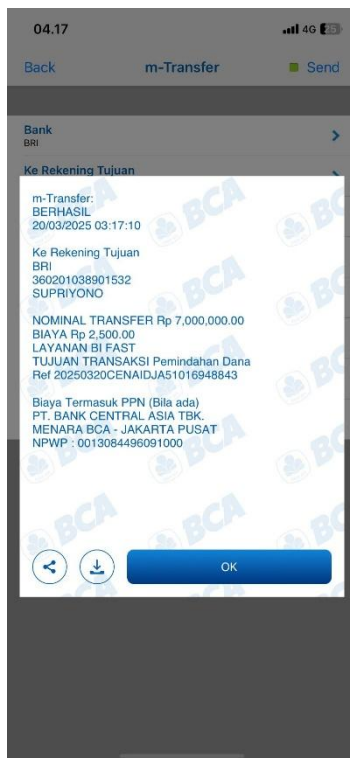 04.17
4G 25
Back
m-Transfer
Send
Bank
BRI
Ke Rekening Tujuan
m-Transfer:
BERHASIL
20/03/2025 03:17:10
Ke Rekening Tujuan
BRI
360201038901532
SUPRIYONO
NOMINAL TRANSFER Rp 7,000,000.00
BIAYA Rp 2,500.00
LAYANAN BI FAST
TUJUAN TRANSAKSI Pemindahan Dana
Ref 20250320CENAIDJA51016948843
Biaya Termasuk PPN (Bila ada)
PT. BANK CENTRAL ASIA TBK.
MENARA BCA - JAKARTA PUSAT
NPWP : 0013084496091000
OK